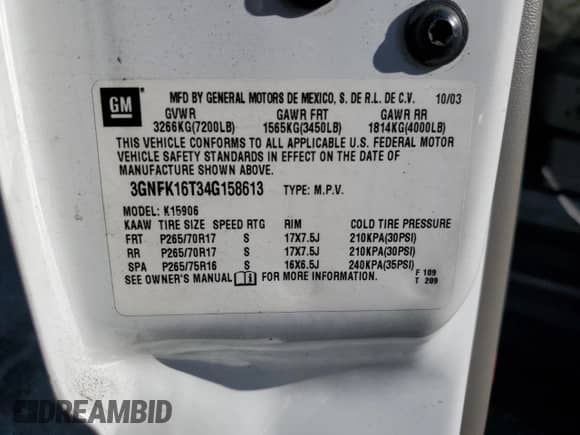 GM
MFD BY GENERAL MOTORS DE MEXICO, S. DE R.L. DE C.V. 10/03
GVWR GAWR FRT GAWR RR
3266KG(7200LB) 1565KG(3450LB) 1814KG(4000LB)
THIS VEHICLE CONFORMS TO ALL APPLICABLE U.S. FEDERAL MOTOR
VEHICLE SAFETY STANDARDS IN EFFECT ON THE DATE OF
MANUFACTURE SHOWN ABOVE.
3GNFK16T34G158613 TYPE: M.P.V.
MODEL: K15906
KAAW TIRE SIZE SPEED RTG RIM COLD TIRE PRESSURE
FRT P265/70R17 S 17X7.5J 210KPA(30PSI)
RR P265/70R17 S 17X7.5J 210KPA(30PSI)
SPA P265/75R16 S 16X6.5J 240KPA(35PSI)
SEE OWNER'S MANUAL FOR MORE INFORMATION.
F 109
T 209
DREAMBID